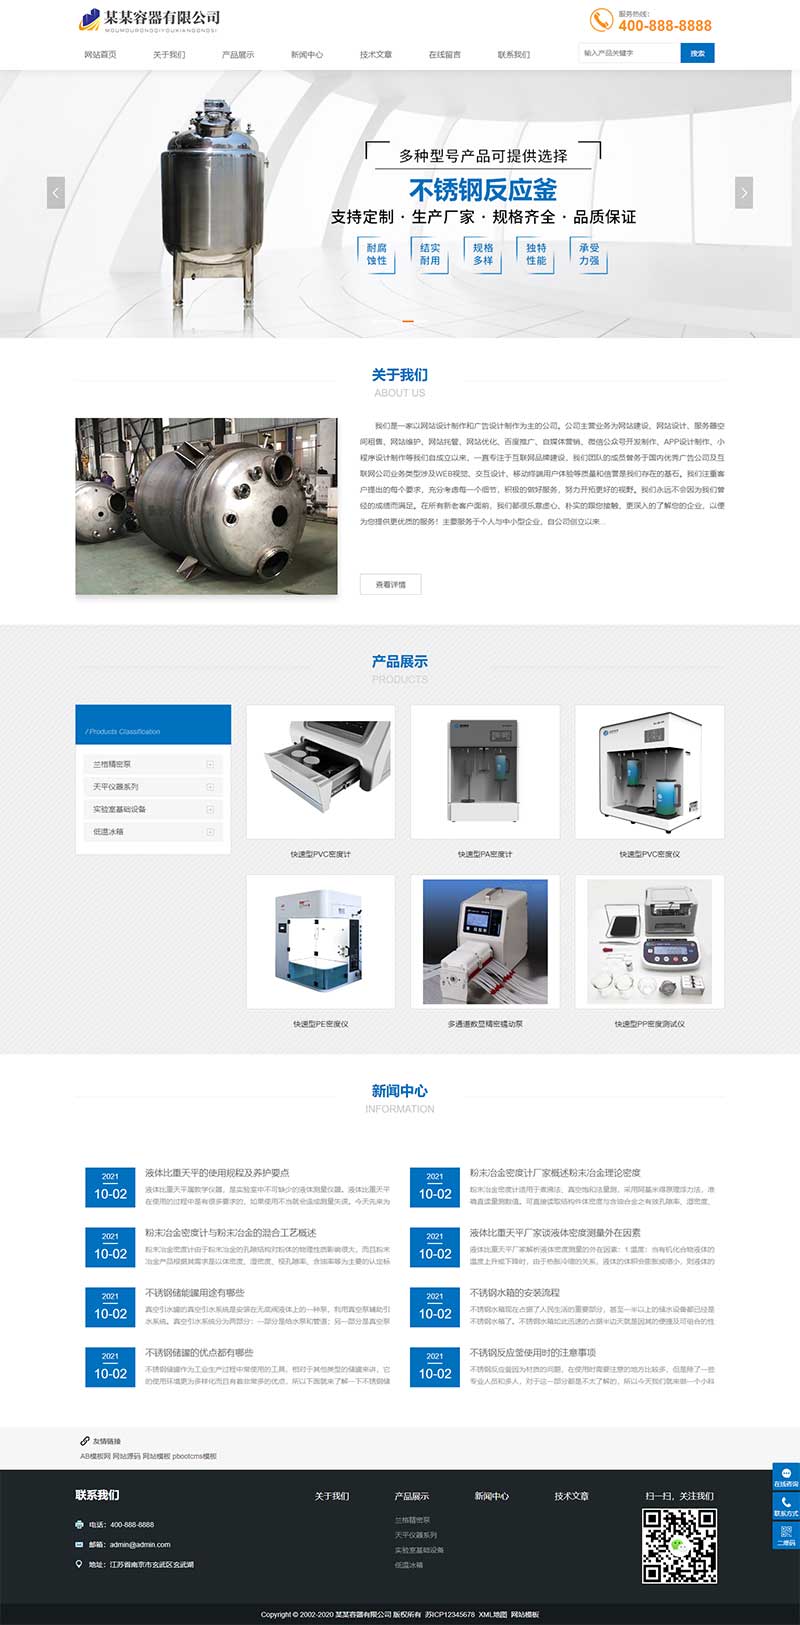 某某容器有限公司
MOUMOURONGQIYOUXIANGONGSI
服务热线：
400-888-8888
网站首页 关于我们 产品展示 新闻中心 技术文章 在线留言 联系我们
输入产品关键字 搜索
多种型号产品可提供选择
不锈钢反应釜
支持定制 · 生产厂家 · 规格齐全 · 品质保证
耐腐 结实 规格 独特 承受
蚀性 耐用 多样 性能 力强
关于我们
ABOUT US
我们是一家以网站设计制作和广告设计制作为主的公司。公司主营业务为网站建设、网站设计、服务器空
间租售、网站维护、网站托管、网站优化、百度推广、自媒体营销、微信公众号开发制作、APP设计制作、小
程序设计制作等我们自成立以来，一直专注于互联网品牌建设，我们团队的成员曾务于国内优秀广告公司及互
联网公司业务类型涉及WEB视觉、交互设计、移动终端用户体验等质量和信誉是我们存在的基石。我们注重客
户提出的每个要求，充分考虑每一个细节，积极的做好服务，努力开拓更好的视野。我们永远不会因为我们曾
经的成绩而满足。在所有新老客户面前，我们都很乐意虚心、朴实的跟您接触，更深入的了解您的企业，以便
为您提供更优质的服务！主要服务于个人与中小型企业，自公司创立以来...
查看详情
产品展示
PRODUCTS
/ Products Classification
兰格精密泵
天平仪器系列
实验室基础设备
低温冰箱
快速型PVC密度计 快速型PA密度计 快速型PVC密度仪
快速型PE密度仪 多通道数显精密蠕动泵 快速型PP密度测试仪
新闻中心
INFORMATION
2021
10-02
液体比重天平的使用规程及养护要点
液体比重天平属教学仪器，是实验室中不可缺少的液体测量仪器。液体比重天平
在使用的过程中是有很多要求的，如果使用不当就会造成测量失误。今天先来为
2021
10-02
粉末冶金密度计厂家概述粉末冶金理论密度
粉末冶金密度计适用于煮沸法、真空饱和法量测，采用阿基米得原理浮力法，准
确直读量测数值。可直接读取结构件体密度与含油合金之有效孔隙率、湿密度、
2021
10-02
粉末冶金密度计与粉末冶金的混合工艺概述
粉末冶金密度计由于粉末冶金的孔隙结构对粉体的物理性质影响很大，而且粉末
冶金产品根据其需求是以体密度、湿密度、视孔隙率、含油率等为主要的认定标
2021
10-02
液体比重天平厂家谈液体密度测量外在因素
液体比重天平厂家解析液体密度测量的外在因素：1.温度：当有机化合物液体的
温度上升或下降时，由于热胀冷缩的关系，液体的体积会膨胀或缩小，则液体的
2021
10-02
不锈钢储能罐用途有哪些
真空引水罐的真空引水系统是安装在无底阀液体上的一种泵，利用真空泵辅助引
水系统。真空引水系统分为两部分：一部分是给水泵和管道；另一部分是真空泵
2021
10-02
不锈钢水箱的安装流程
不锈钢水箱现在占据了人民生活的重要部分，甚至一半以上的储水设备都已经是
不锈钢水箱了。不锈钢水箱如此迅速的占据半边天就是因其的便捷及可组合的性
2021
10-02
不锈钢储罐的优点都有哪些
不锈钢储罐作为工业生产过程中常使用的工具，相对于其他类型的储罐来讲，它
的使用环境更为多样化而且有着非常多的优点，所以下面就来了解一下不锈钢储
2021
10-02
不锈钢反应釜使用时的注意事项
不锈钢反应釜因为材质的问题，在使用时需要注意的地方比较多，但是除了一些
专业人员和多人，对于这一部分都是不太了解的，所以今天我们就来做一个小科
友情链接
AB模板网 网站源码 网站模板 pbootcms模板
联系我们
电话：400-888-8888
邮箱：admin@admin.com
地址：江苏省南京市玄武区玄武湖
关于我们 产品展示 新闻中心 技术文章
兰格精密泵
天平仪器系列
实验室基础设备
低温冰箱
扫一扫，关注我们
在线咨询
联系方式
二维码
Copyright © 2002-2020 某某容器有限公司 版权所有 苏ICP12345678 XML地图 网站模板